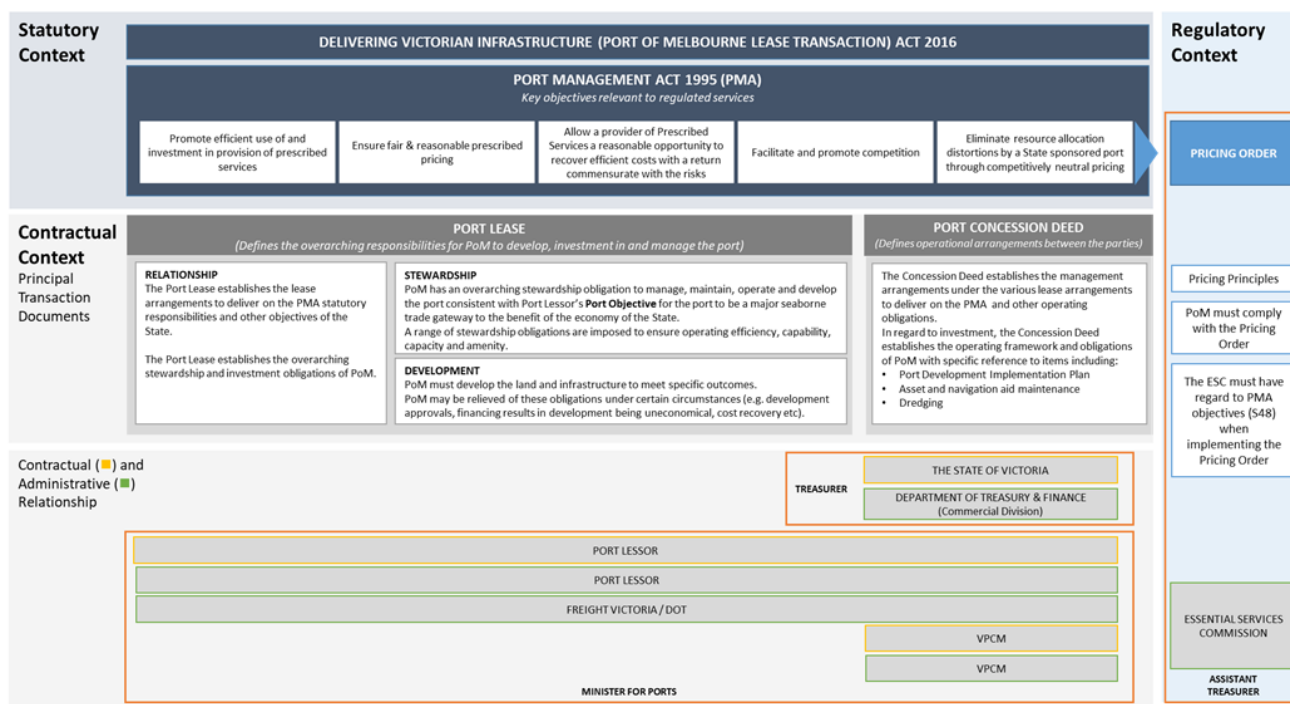 Statutory
Context
DELIVERING VICTORIAN INFRASTRUCTURE (PORT OF MELBOURNE LEASE TRANSACTION) ACT 2016
PORT MANAGEMENT ACT 1995 (PMA)
Key objectives relevant to regulated services
Promote efficient use of and
investment in provision of prescribed
services
Ensure fair & reasonable prescribed
pricing
Allow a provider of Prescribed
Services a reasonable opportunity to
recover efficient costs with a return
commensurate with the risks
Facilitate and promote competition
Eliminate resource allocation
distortions by a State sponsored port
through competitively neutral pricing
Regulatory
Context
PRICING ORDER
Pricing Principles
PoM must comply
with the Pricing
Order
The ESC must have
regard to PMA
objectives (S48)
when
implementing the
Pricing Order
ESSENTIAL SERVICES
COMMISSION
ASSISTANT
TREASURER
Contractual
Context
Principal
Transaction
Documents
PORT LEASE
(Defines the overarching responsibilities for PoM to develop, investment in and manage the port)
RELATIONSHIP
The Port Lease establishes the lease
arrangements to deliver on the PMA statutory
responsibilities and other objectives of the
State.
The Port Lease establishes the overarching
stewardship and investment obligations of PoM.
STEWARDSHIP
PoM has an overarching stewardship obligation to manage, maintain, operate and develop
the port consistent with Port Lessor's Port Objective for the port to be a major seaborne
trade gateway to the benefit of the economy of the State.
A range of stewardship obligations are imposed to ensure operating efficiency, capability,
capacity and amenity.
DEVELOPMENT
PoM must develop the land and infrastructure to meet specific outcomes.
PoM may be relieved of these obligations under certain circumstances (e.g. development
approvals, financing results in development being uneconomical, cost recovery etc).
PORT CONCESSION DEED
(Defines operational arrangements between the parties)
The Concession Deed establishes the management
arrangements under the various lease arrangements
to deliver on the PMA and other operating
obligations.
In regard to investment, the Concession Deed
establishes the operating framework and obligations
of PoM with specific reference to items including:
• Port Development Implementation Plan
• Asset and navigation aid maintenance
• Dredging
Contractual (■) and
Administrative (■)
Relationship
TREASURER
THE STATE OF VICTORIA
DEPARTMENT OF TREASURY & FINANCE
(Commercial Division)
PORT LESSOR
PORT LESSOR
FREIGHT VICTORIA / DOT
VPCM
VPCM
MINISTER FOR PORTS